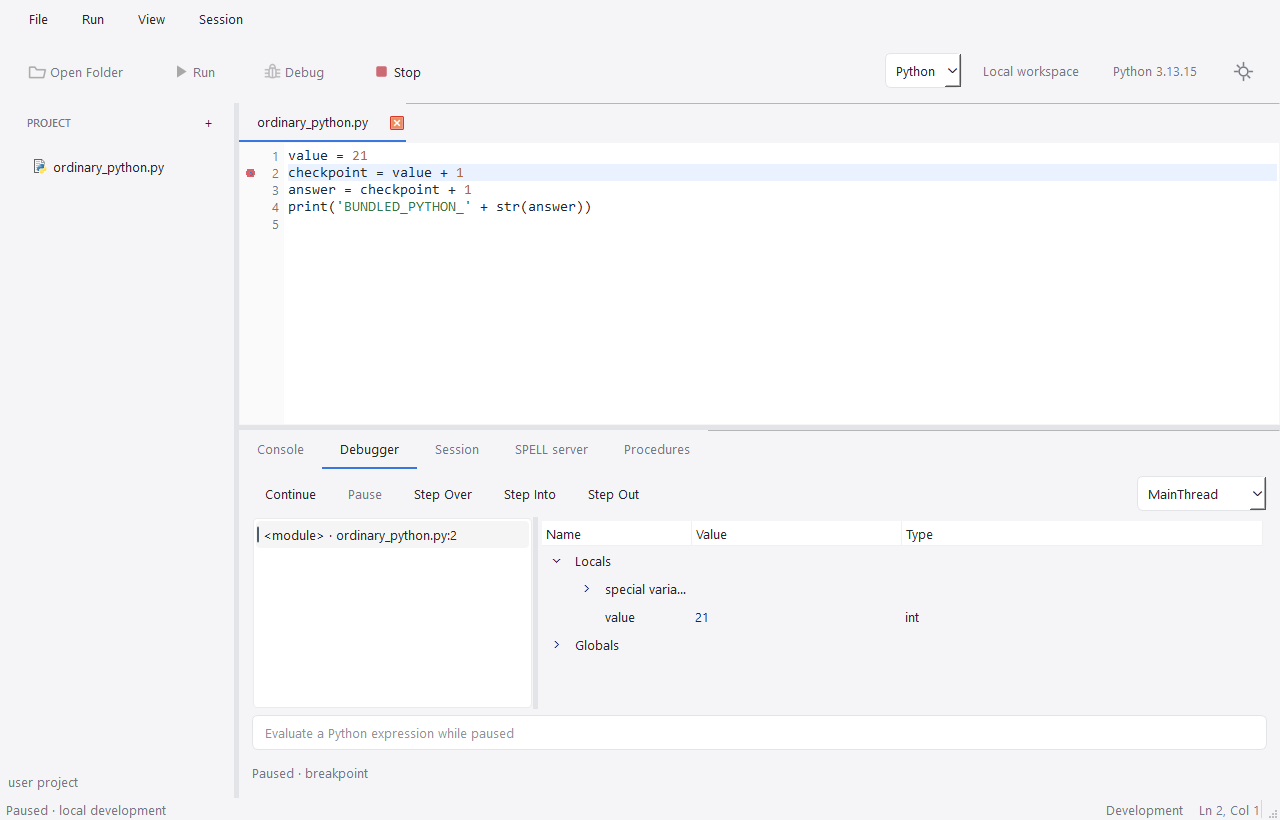 File Run View Session
Open Folder Run Debug Stop Python Local workspace Python 3.13.15
PROJECT +
ordinary_python.py
ordinary_python.py
1 value = 21
2 checkpoint = value + 1
3 answer = checkpoint + 1
4 print('BUNDLED_PYTHON_' + str(answer))
5
Console Debugger Session SPELL server Procedures
Continue Pause Step Over Step Into Step Out MainThread
<module> · ordinary_python.py:2
Name Value Type
Locals
special varia...
value 21 int
Globals
Evaluate a Python expression while paused
Paused · breakpoint
user project
Paused · local development Development Ln 2, Col 1